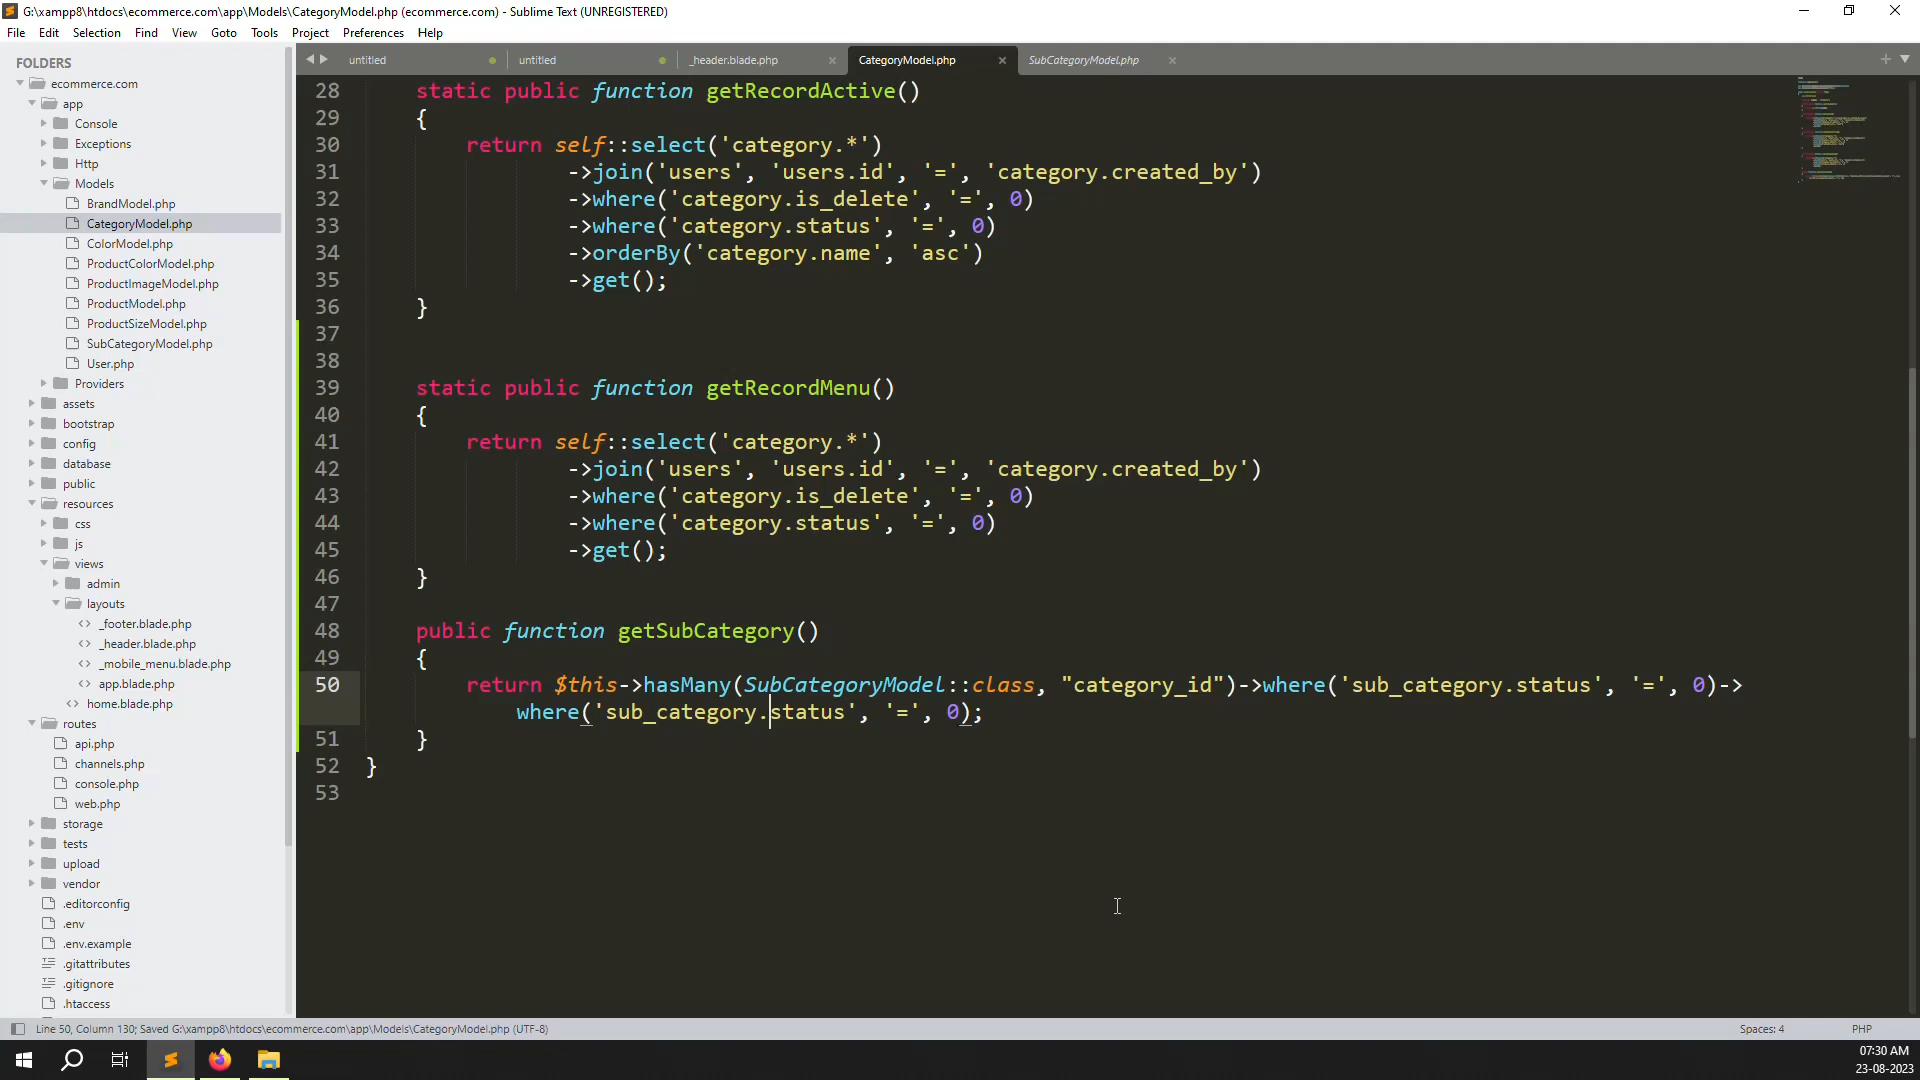 G:\xampp8\htdocs\ecommerce.com\app\Models\CategoryModel.php (ecommerce.com) - Sublime Text (UNREGISTERED)
File Edit Selection Find View Goto Tools Project Preferences Help
FOLDERS
ecommerce.com
app
Console
Exceptions
Http
Models
BrandModel.php
CategoryModel.php
ColorModel.php
ProductColorModel.php
ProductImageModel.php
ProductModel.php
ProductSizeModel.php
SubCategoryModel.php
User.php
Providers
assets
bootstrap
config
database
public
resources
css
js
views
admin
layouts
_footer.blade.php
_header.blade.php
_mobile_menu.blade.php
app.blade.php
home.blade.php
routes
api.php
channels.php
console.php
web.php
storage
tests
upload
vendor
.editorconfig
.env
.env.example
.gitattributes
.gitignore
.htaccess
untitled untitled _header.blade.php CategoryModel.php SubCategoryModel.php
28 static public function getRecordActive()
29 {
30 return self::select('category.*')
31 ->join('users', 'users.id', '=', 'category.created_by')
32 ->where('category.is_delete', '=', 0)
33 ->where('category.status', '=', 0)
34 ->orderBy('category.name', 'asc')
35 ->get();
36 }
37
38
39 static public function getRecordMenu()
40 {
41 return self::select('category.*')
42 ->join('users', 'users.id', '=', 'category.created_by')
43 ->where('category.is_delete', '=', 0)
44 ->where('category.status', '=', 0)
45 ->get();
46 }
47
48 public function getSubCategory()
49 {
50 return $this->hasMany(SubCategoryModel::class, "category_id")->where('sub_category.status', '=', 0)->
where('sub_category.status', '=', 0);
51 }
52 }
53
Line 50, Column 130; Saved G:\xampp8\htdocs\ecommerce.com\app\Models\CategoryModel.php (UTF-8)
Spaces: 4 PHP
07:30 AM
23-08-2023